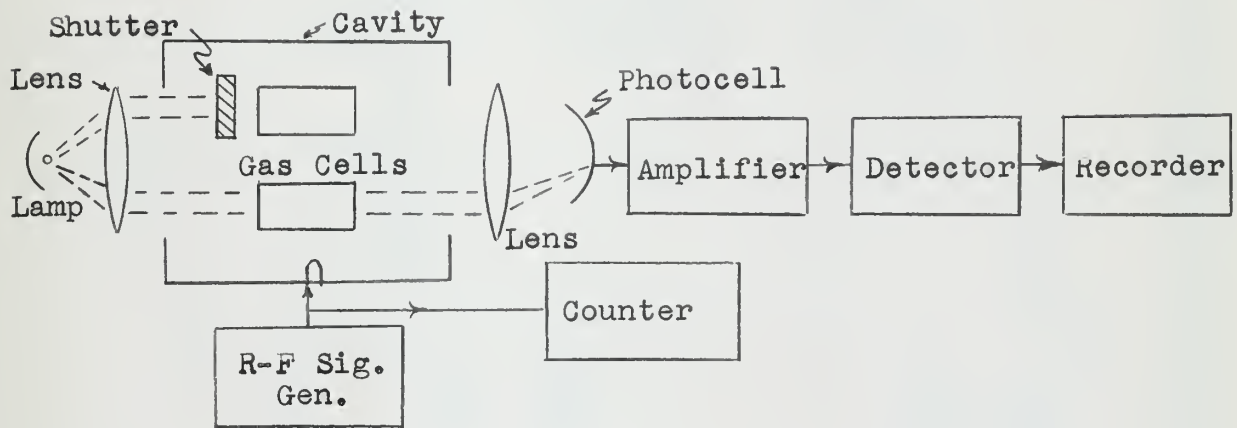 Shutter
Cavity
Lens
Photocell
Gas Cells
Amplifier
Detector
Recorder
Lamp
Lens
Counter
R-F Sig.
Gen.